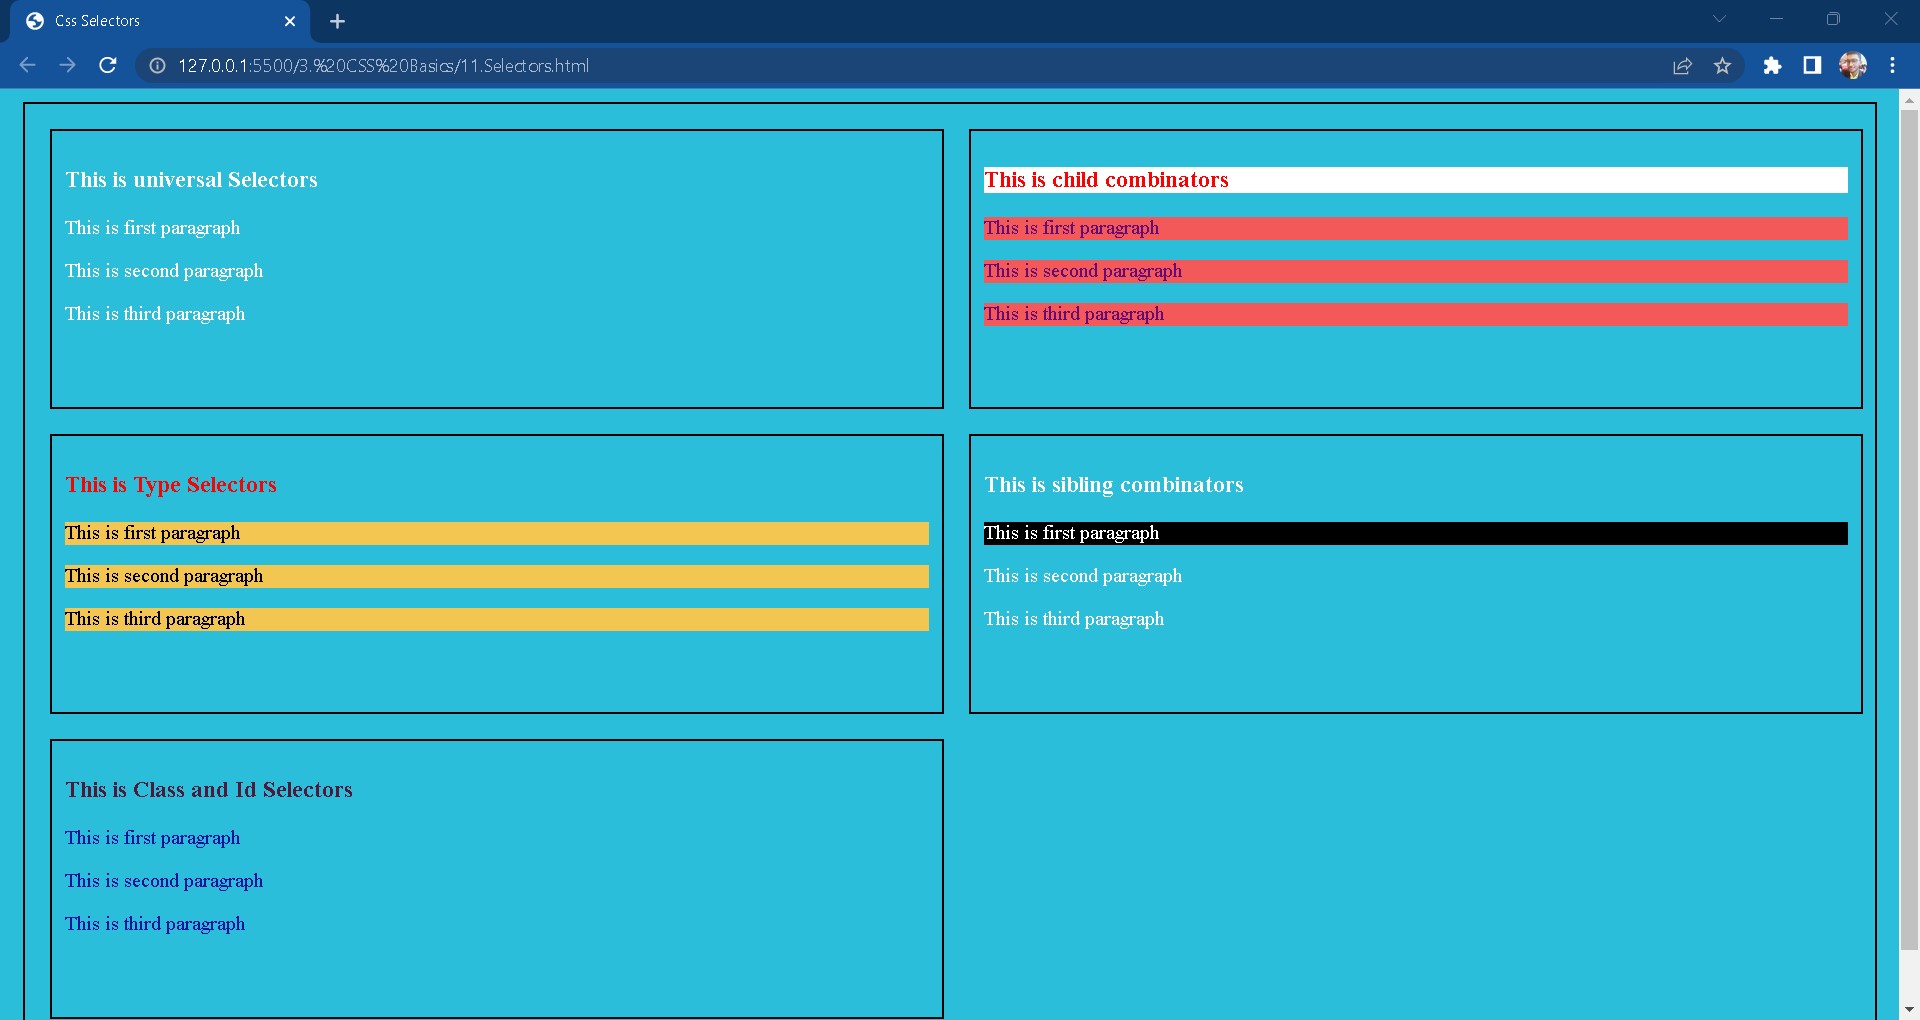 Css Selectors
127.0.0.1:5500/3.%20CSS%20Basics/11.Selectors.html
This is universal Selectors
This is first paragraph
This is second paragraph
This is third paragraph
This is child combinators
This is first paragraph
This is second paragraph
This is third paragraph
This is Type Selectors
This is first paragraph
This is second paragraph
This is third paragraph
This is sibling combinators
This is first paragraph
This is second paragraph
This is third paragraph
This is Class and Id Selectors
This is first paragraph
This is second paragraph
This is third paragraph